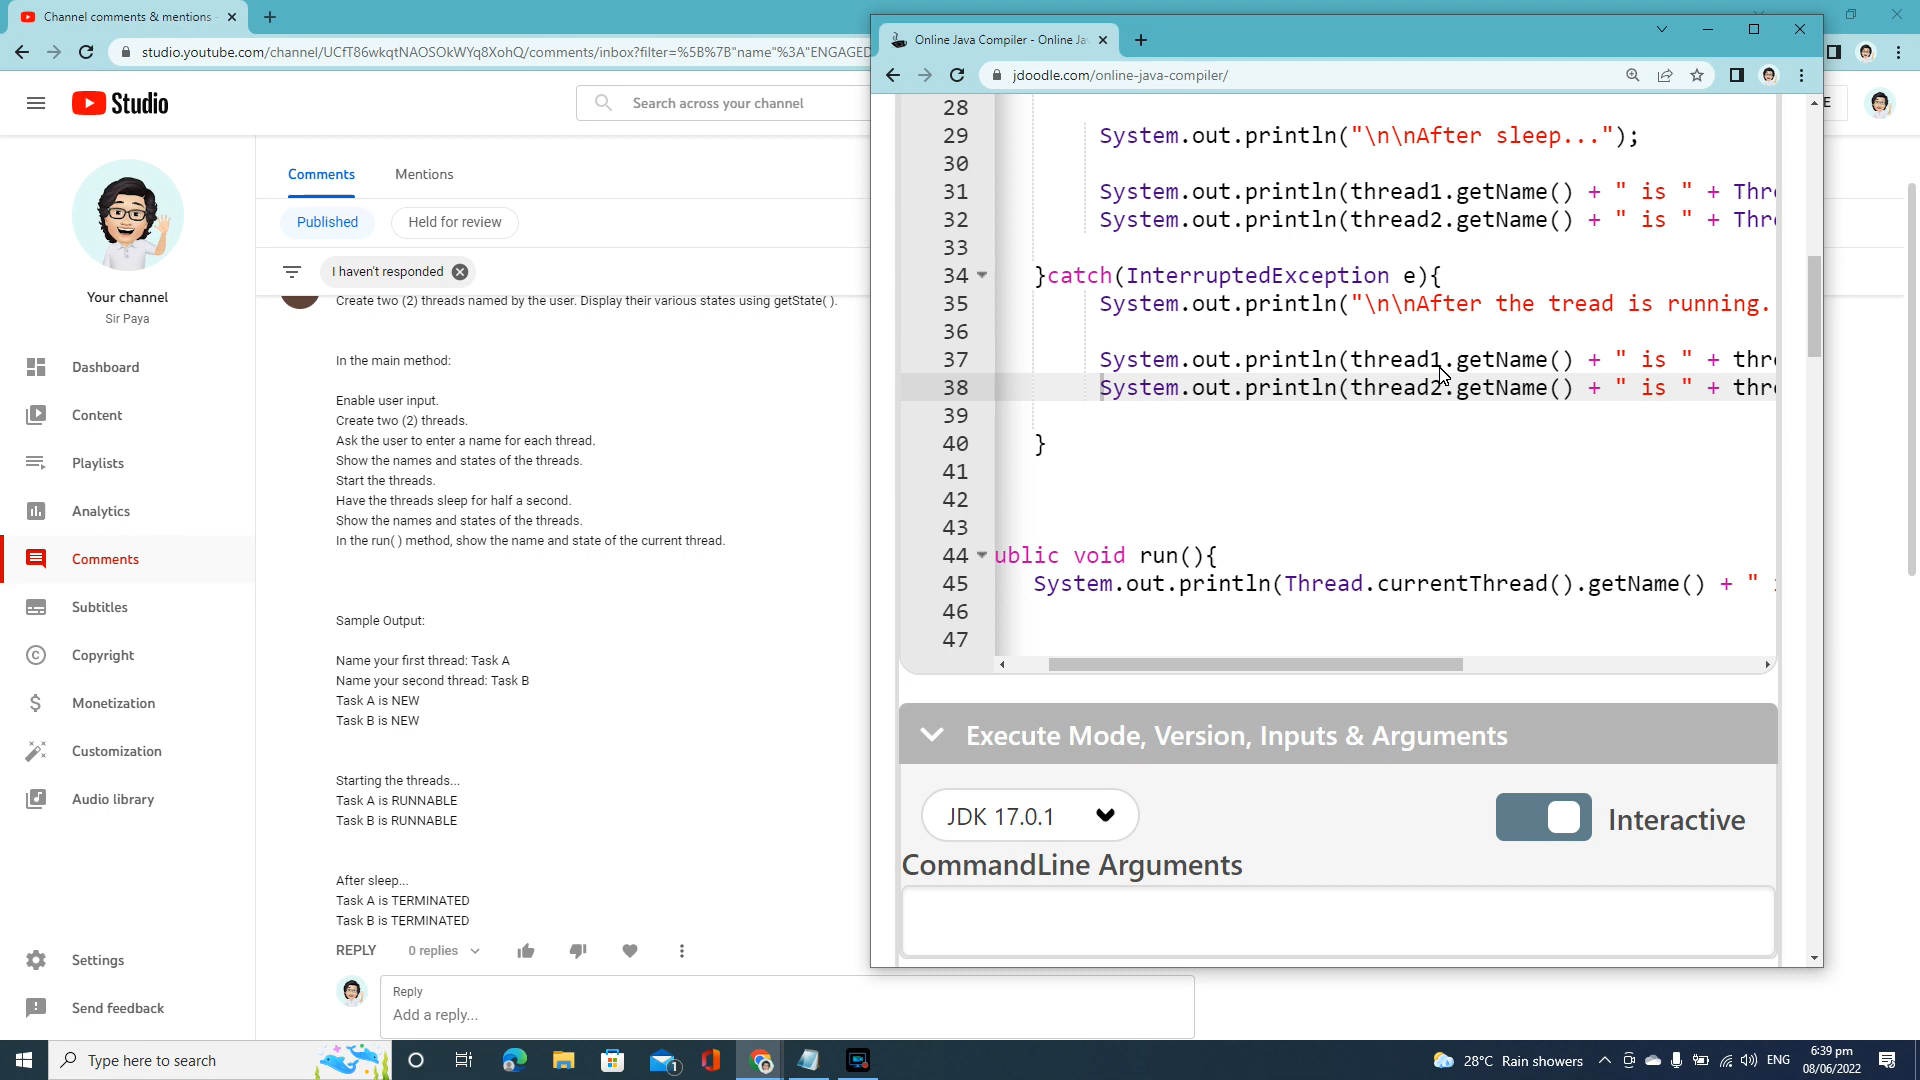 Channel comments & mentions -
studio.youtube.com/channel/UCfT86wkqtNAOSOkWYq8XohQ/comments/inbox?filter=%5B%7B"name"%3A"ENGAGED
Studio
Search across your channel
Your channel
Sir Paya
Dashboard
Content
Playlists
Analytics
Comments
Subtitles
Copyright
Monetization
Customization
Audio library
Settings
Send feedback
Comments
Mentions
Published
Held for review
I haven't responded
Create two (2) threads named by the user. Display their various states using getState( ).
In the main method:
Enable user input.
Create two (2) threads.
Ask the user to enter a name for each thread.
Show the names and states of the threads.
Start the threads.
Have the threads sleep for half a second.
Show the names and states of the threads.
In the run( ) method, show the name and state of the current thread.
Sample Output:
Name your first thread: Task A
Name your second thread: Task B
Task A is NEW
Task B is NEW
Starting the threads...
Task A is RUNNABLE
Task B is RUNNABLE
After sleep...
Task A is TERMINATED
Task B is TERMINATED
REPLY
0 replies
Reply
Add a reply...
Online Java Compiler - Online Ja
jdoodle.com/online-java-compiler/
E
28
29 System.out.println("\n\nAfter sleep...");
30
31 System.out.println(thread1.getName() + " is " + Thre
32 System.out.println(thread2.getName() + " is " + Thre
33
34 }catch(InterruptedException e){
35 System.out.println("\n\nAfter the tread is running.
36
37 System.out.println(thread1.getName() + " is " + thre
38 System.out.println(thread2.getName() + " is " + thre
39
40 }
41
42
43
44 ublic void run(){
45 System.out.println(Thread.currentThread().getName() + "
46
47
Execute Mode, Version, Inputs & Arguments
JDK 17.0.1
Interactive
CommandLine Arguments
Type here to search
1
28°C Rain showers
ENG
6:39 pm
08/06/2022